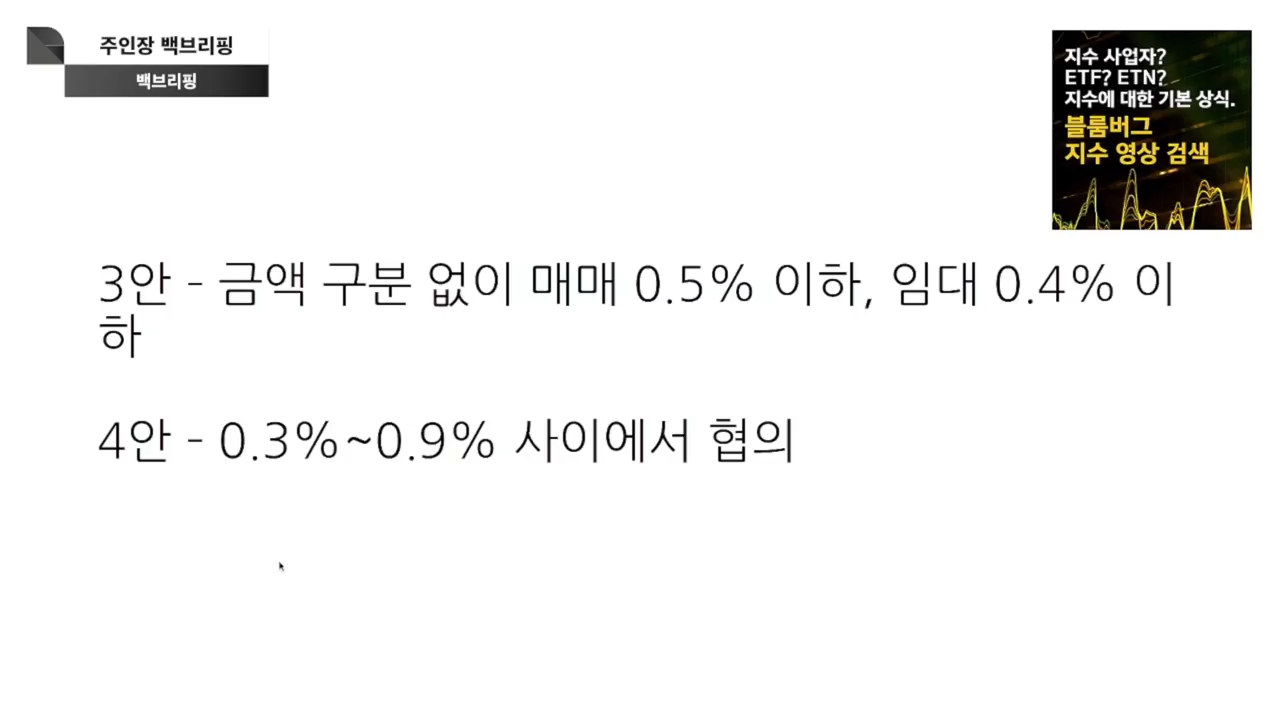 주인장 백브리핑
백브리핑
지수 사업자?
ETF? ETN?
지수에 대한 기본 상식.
블룸버그
지수 영상 검색
3안 - 금액 구분 없이 매매 0.5% 이하, 임대 0.4% 이
하
4안 - 0.3%~0.9% 사이에서 협의